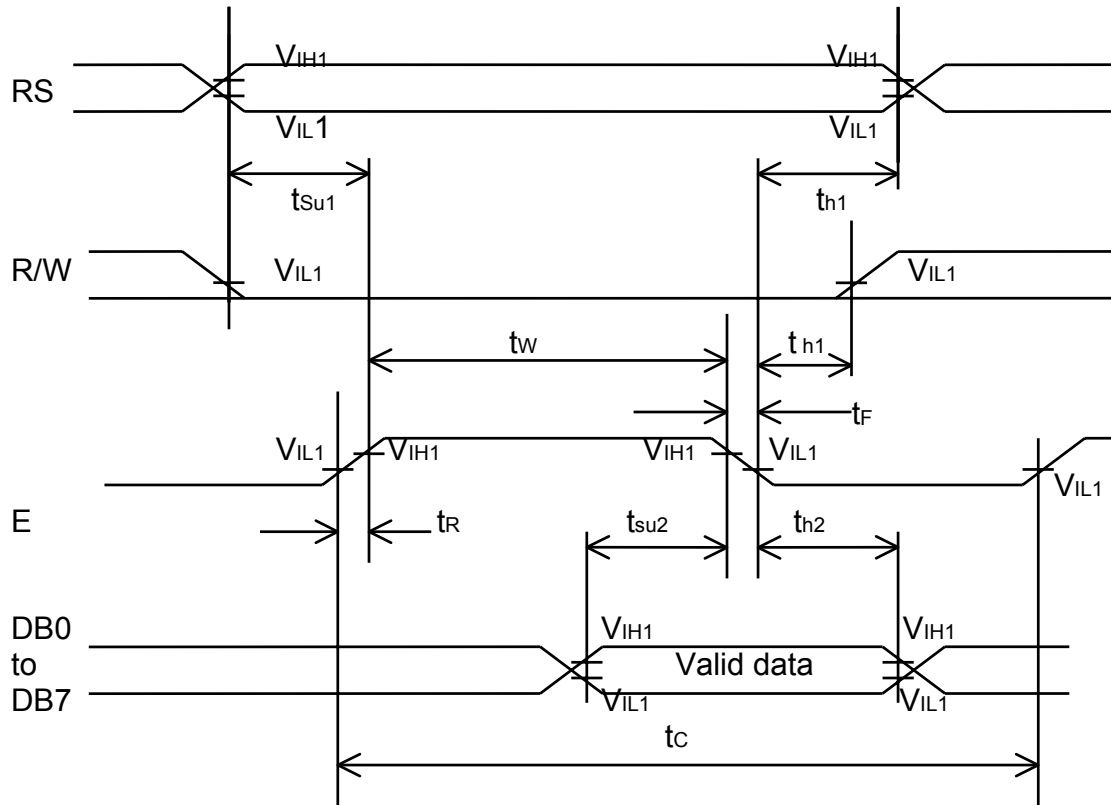 VIH1 VIH1
RS
VIL1 VIL1
tSu1 th1
R/W VIL1 VIL1
tW th1
tF
VIL1 VIH1 VIH1 VIL1
VIL1
E tR tsu2 th2
DB0 VIH1 VIH1
to Valid data
DB7 VIL1 VIL1
tC